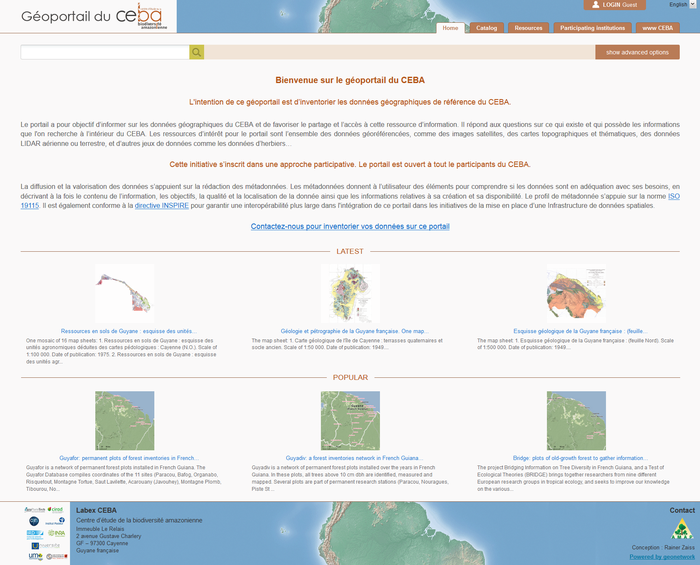 Géoportail du ceba
biodiversité
amazonienne
LOGIN Guest
English
Home
Catalog
Resources
Participating institutions
www CEBA
show advanced options
Bienvenue sur le géoportail du CEBA
L'intention de ce géoportail est d'inventorier les données géographiques de référence du CEBA.
Le portail a pour objectif d'informer sur les données géographiques du CEBA et de favoriser le partage et l'accès à cette ressource d'information. Il répond aux questions sur ce qui existe et qui possède les informations
que l'on recherche à l'intérieur du CEBA. Les ressources d'intérêt pour le portail sont l'ensemble des données géoréférencées, comme des images satellites, des cartes topographiques et thématiques, des données
LIDAR aérienne ou terrestre, et d'autres jeux de données comme les données d'herbiers...
Cette initiative s'inscrit dans une approche participative. Le portail est ouvert à tout le participants du CEBA.
La diffusion et la valorisation des données s'appuient sur la rédaction des métadonnées. Les métadonnées donnent à l'utilisateur des éléments pour comprendre si les données sont en adéquation avec ses besoins, en
décrivant à la fois le contenu de l'information, les objectifs, la qualité et la localisation de la donnée ainsi que les informations relatives à sa création et sa disponibilité. Le profil de métadonnée s'appuie sur la norme ISO
19115. Il est également conforme à la directive INSPIRE pour garantir une interopérabilité plus large dans l'intégration de ce portail dans les initiatives de la mise en place d'une Infrastructure de données spatiales.
Contactez-nous pour inventorier vos données sur ce portail
LATEST
Ressources en sols de Guyane : esquisse des unités...
One mosaic of 16 map sheets: 1. Ressources en sols de Guyane : esquisse des
unités agronomiques déduites des cartes pédologiques : Cayenne (N.O.). Scale of
1:100 000. Date of publication: 1975. 2. Ressources en sols de Guyane : esquisse
des unités agr...
Géologie et pétrographie de la Guyane française. One map...
The map sheet: 1. Carte géologique de l'Ile de Cayenne : terrasses quaternaires et
socle ancien. Scale of 1:50 000. Date of publication: 1949...
Esquisse géologique de la Guyane française : (feuille...
The map sheet: 1. Esquisse géologique de la Guyane française : (feuille Nord). Scale
of 1:500 000. Date of publication: 1949...
POPULAR
Guyafor: permanent plots of forest inventories in French...
Guyafor is a network of permanent forest plots installed in French Guiana. The
Guyafor Database compiles coordinates of the 11 sites (Paracou, Bafog, Organabo,
Risquetout, Montagne Tortue, Saut Lavilette, Acarouany (Javouhey), Montagne Plomb,
Tibourou, No...
Guyadiv: a forest inventories network in French Guiana...
Guyadiv is a network of permanent forest plots installed over the years in French
Guiana. In these plots, all trees above 10 cm dbh are identified, measured and
mapped. Several plots are part of permanent research stations (Paracou, Nouragues,
Piste St...
Bridge: plots of old-growth forest to gather information...
The project Bridging Information on Tree Diversity in French Guiana, and a Test of
Ecological Theories (BRIDGE) brings together researchers from nine different
European research groups in tropical ecology, and seeks to improve our knowledge
on the various...
Labex CEBA
Centre d'étude de la biodiversité amazonienne
Immeuble Le Relais
2 avenue Gustave Charlery
GF – 97300 Cayenne
Guyane française
Contact
Conception : Rainer Zaiss
Powered by geonetwork